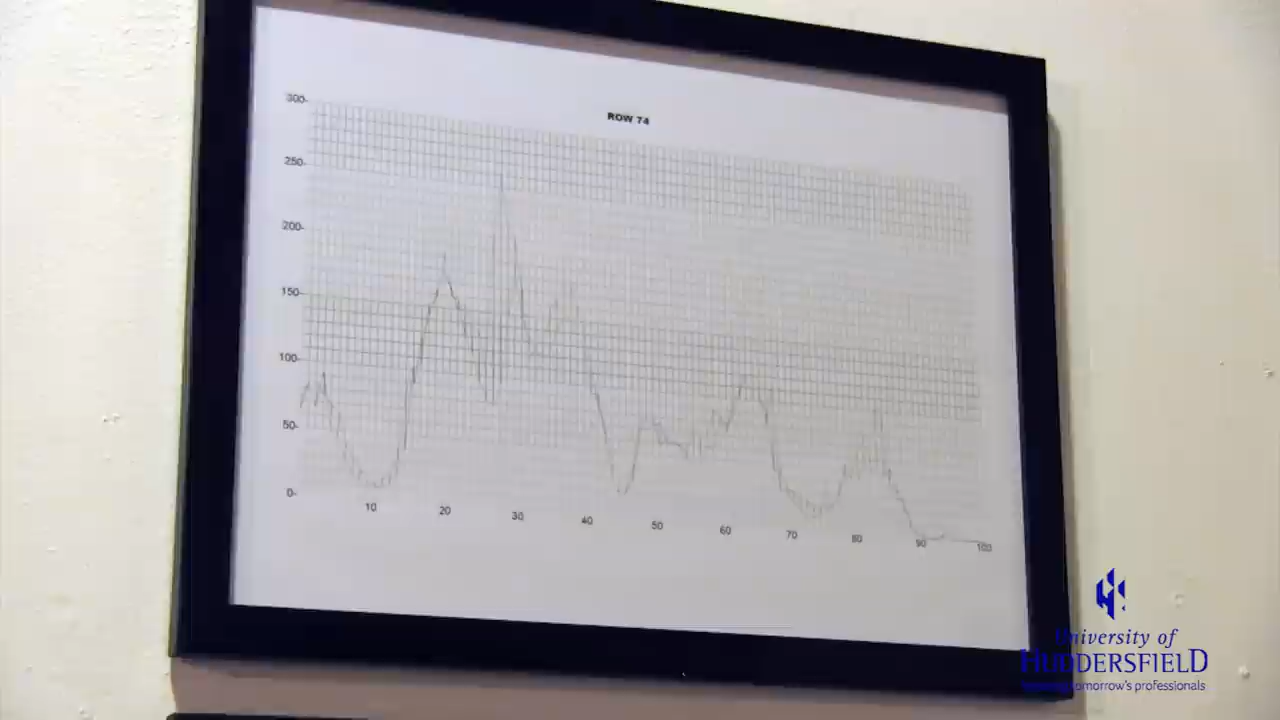 ROW 74
300-
250-
200-
150-
100-
50-
0-
10 20 30 40 50 60 70 80 90 100
University of
HUDDERSFIELD
tomorrow's professionals